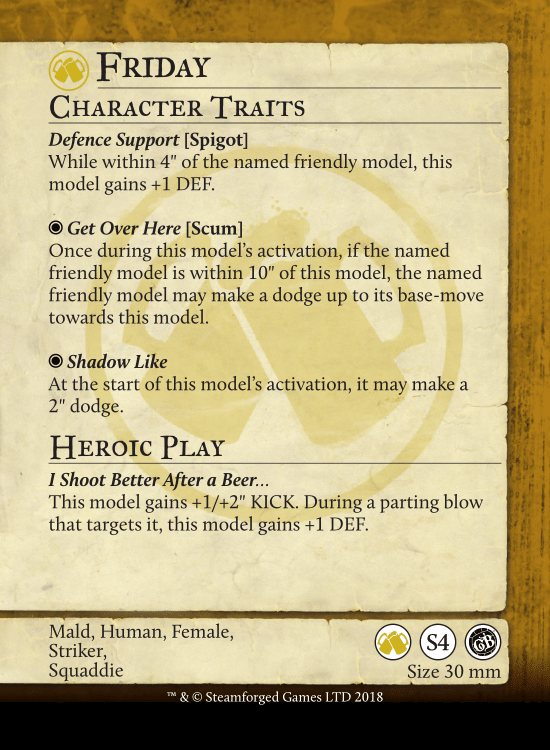 Friday
Character Traits
Defence Support [Spigot]
While within 4" of the named friendly model, this
model gains +1 DEF.
Get Over Here [Scum]
Once during this model's activation, if the named
friendly model is within 10" of this model, the named
friendly model may make a dodge up to its base-move
towards this model.
Shadow Like
At the start of this model's activation, it may make a
2" dodge.
Heroic Play
I Shoot Better After a Beer...
This model gains +1/+2" KICK. During a parting blow
that targets it, this model gains +1 DEF.
Mald, Human, Female,
Striker,
Squaddie
S4 GB
Size 30 mm
™ & © Steamforged Games LTD 2018